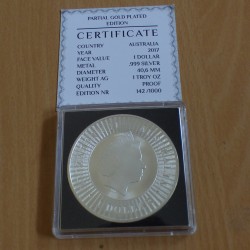 PARTIAL GOLD PLATED
EDITION
CERTIFICATE
COUNTRY AUSTRALIA
YEAR 2017
FACE VALUE 1 DOLLAR
METAL .999 SILVER
DIAMETER 40,6 MM
WEIGHT AG 1 TROY OZ
QUALITY PROOF
EDITION NR 142/1000